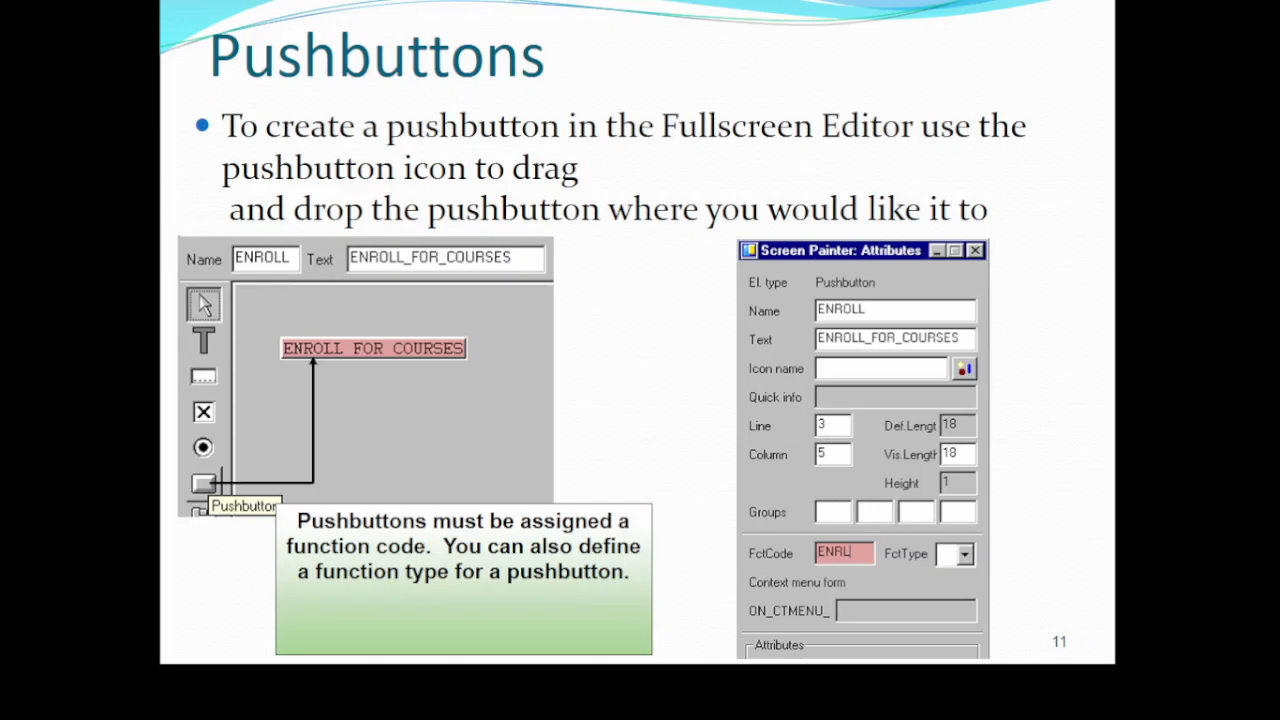 Pushbuttons
• To create a pushbutton in the Fullscreen Editor use the
pushbutton icon to drag
and drop the pushbutton where you would like it to
Name ENROLL Text ENROLL_FOR_COURSES
ENROLL FOR COURSES
Pushbutton
Pushbuttons must be assigned a
function code. You can also define
a function type for a pushbutton.
Screen Painter: Attributes
El. type Pushbutton
Name ENROLL
Text ENROLL_FOR_COURSES
Icon name
Quick info
Line 3 Def.Lengt 18
Column 5 Vis.Length 18
Height 1
Groups
FctCode ENRL FctType
Context menu form
ON_CTMENU_
Attributes
11